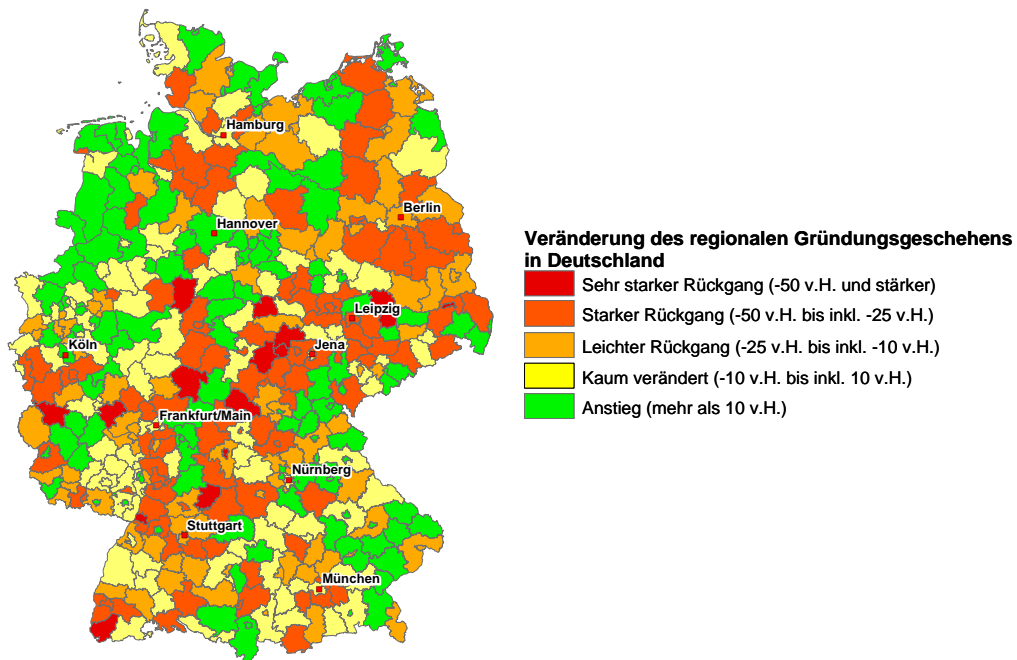 Hamburg
Berlin
Hannover
Leipzig
Köln
Jena
Frankfurt/Main
Nürnberg
Stuttgart
München
Veränderung des regionalen Gründungsgeschehens
in Deutschland
Sehr starker Rückgang (-50 v.H. und stärker)
Starker Rückgang (-50 v.H. bis inkl. -25 v.H.)
Leichter Rückgang (-25 v.H. bis inkl. -10 v.H.)
Kaum verändert (-10 v.H. bis inkl. 10 v.H.)
Anstieg (mehr als 10 v.H.)